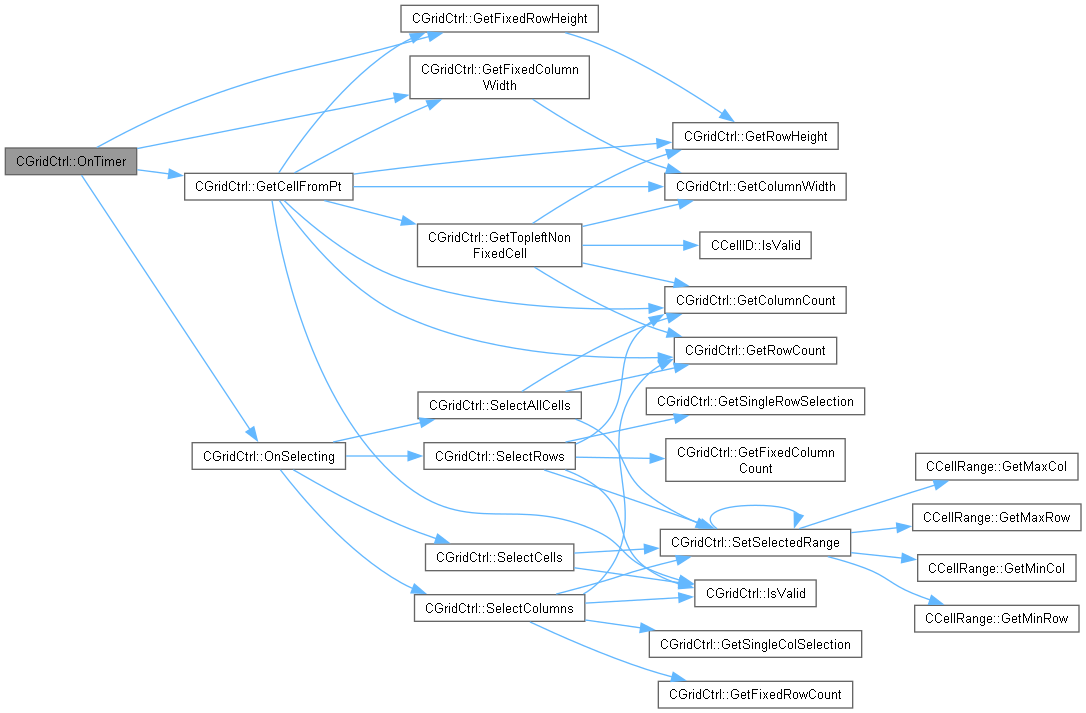 CGridCtrl::GetFixedRowHeight
CGridCtrl::GetFixedColumn
Width
CGridCtrl::GetRowHeight
CGridCtrl::OnTimer
CGridCtrl::GetCellFromPt
CGridCtrl::GetColumnWidth
CGridCtrl::GetTopleftNon
FixedCell
CCellID::IsValid
CGridCtrl::GetColumnCount
CGridCtrl::GetRowCount
CGridCtrl::SelectAllCells
CGridCtrl::GetSingleRowSelection
CGridCtrl::OnSelecting
CGridCtrl::SelectRows
CGridCtrl::GetFixedColumn
Count
CCellRange::GetMaxCol
CCellRange::GetMaxRow
CGridCtrl::SetSelectedRange
CGridCtrl::SelectCells
CCellRange::GetMinCol
CGridCtrl::IsValid
CGridCtrl::SelectColumns
CCellRange::GetMinRow
CGridCtrl::GetSingleColSelection
CGridCtrl::GetFixedRowCount